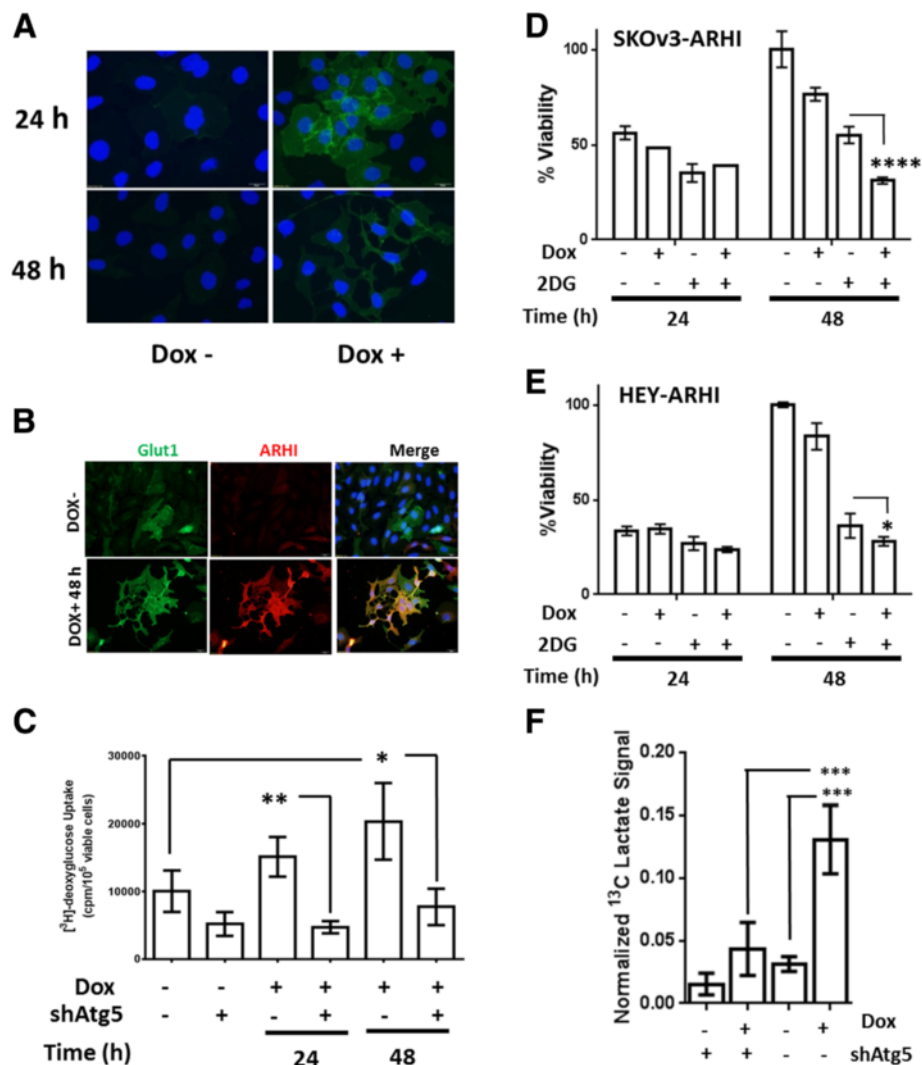 A
24 h
48 h
Dox -
Dox +
B
Glut1
ARHI
Merge
DOX-
DOX+ 48 h
C
[³H]-deoxyglucose Uptake
(cpm/10⁵ viable cells)
30000
20000
10000
0
*
**
Dox
- - + + + +
shAtg5
- + - + - +
Time (h)
24
48
D
SKOv3-ARHI
% Viability
100
50
0
****
Dox
- + - + - + - +
2DG
- - + + - - + +
Time (h)
24
48
E
HEY-ARHI
%Viability
100
50
0
*
Dox
- + - + - + - +
2DG
- - + + - - + +
Time (h)
24
48
F
Normalized ¹³C Lactate Signal
0.20
0.15
0.10
0.05
0.00
***
***
- + - + Dox
+ + - - shAtg5